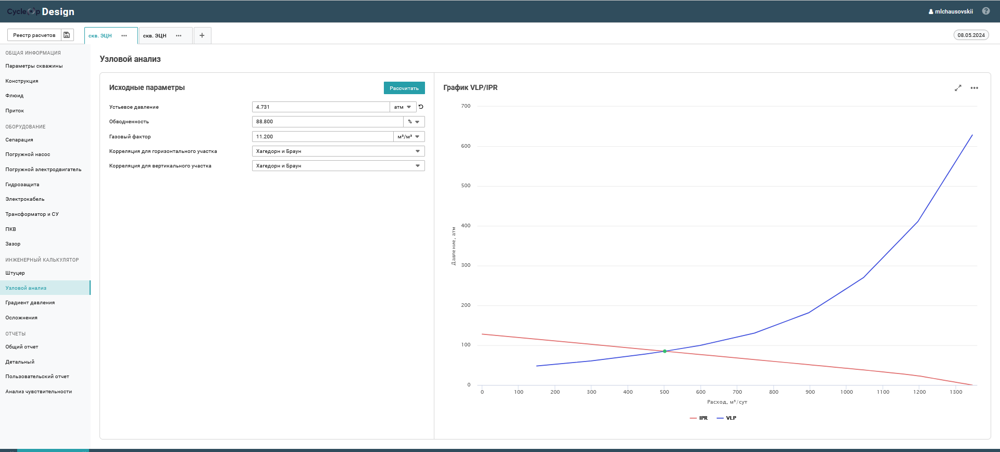 CycleOp Design
mlchausovskii
Реестр расчетов
скв. ЭЦН
скв. ЭЦН
08.05.2024
ОБЩАЯ ИНФОРМАЦИЯ
Параметры скважины
Конструкция
Флюид
Приток
ОБОРУДОВАНИЕ
Сепарация
Погружной насос
Погружной электродвигатель
Гидрозащита
Электрокабель
Трансформатор и СУ
ПКВ
Зазор
ИНЖЕНЕРНЫЙ КАЛЬКУЛЯТОР
Штуцер
Узловой анализ
Градиент давления
Осложнения
ОТЧЕТЫ
Общий отчет
Детальный
Пользовательский отчет
Анализ чувствительности
Узловой анализ
Исходные параметры
Рассчитать
Устьевое давление 4.731 атм
Обводненность 88.800 %
Газовый фактор 11.200 м³/м³
Корреляция для горизонтального участка Хагедорн и Браун
Корреляция для вертикального участка Хагедорн и Браун
График VLP/IPR
700
600
500
400
300
200
100
0
Давление, атм
0 100 200 300 400 500 600 700 800 900 1000 1100 1200 1300
Расход, м³/сут
IPR VLP